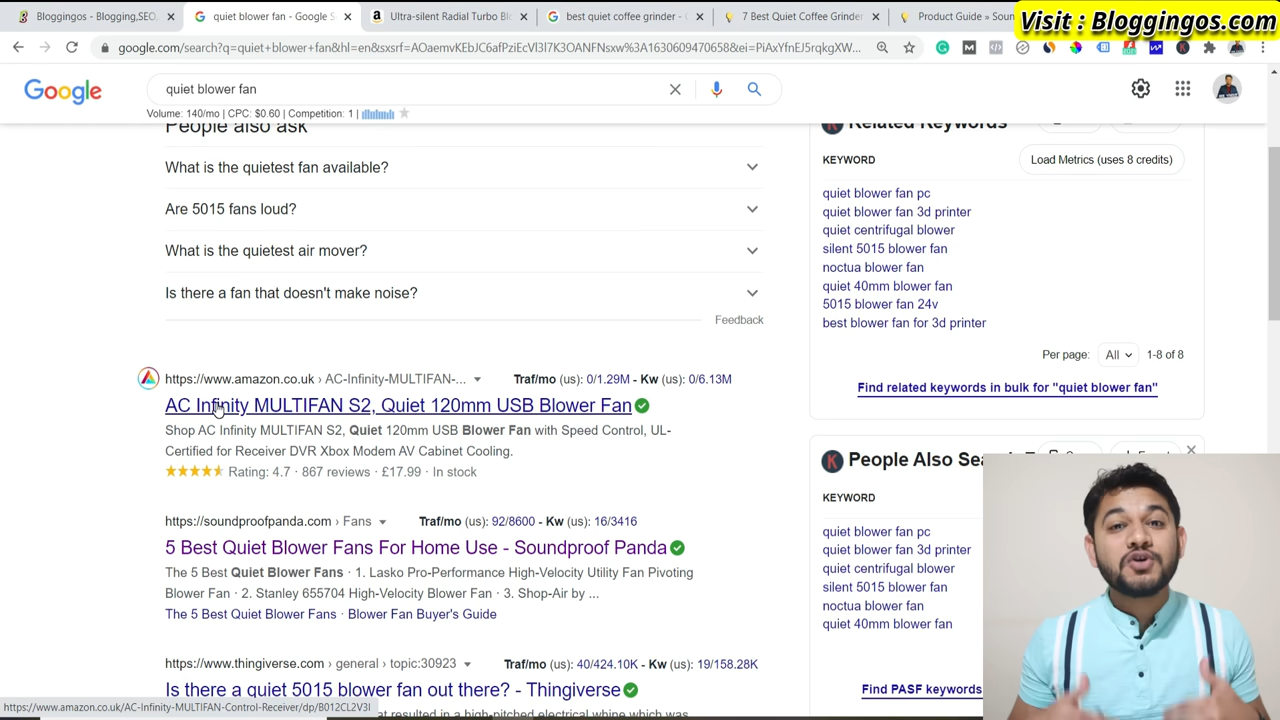 Bloggingos - Blogging,SEO,
quiet blower fan - Google S
Ultra-silent Radial Turbo Bl
best quiet coffee grinder -
7 Best Quiet Coffee Grinder
Product Guide » Soun
Visit : Bloggingos.com
google.com/search?q=quiet+blower+fan&hl=en&sxsrf=AOaemvKEb.C6afPziEcVl3l7K3OANFNsxw%3A1630609470658&ei=PiAxYfnEJ5rqkgXW...
Google
quiet blower fan
Volume: 140/mo | CPC: $0.60 | Competition: 1 |
People also ask
What is the quietest fan available?
Are 5015 fans loud?
What is the quietest air mover?
Is there a fan that doesn't make noise?
Feedback
https://www.amazon.co.uk › AC-Infinity-MULTIFAN-...
Traf/mo (us): 0/1.29M - Kw (us): 0/6.13M
AC Infinity MULTIFAN S2, Quiet 120mm USB Blower Fan
Shop AC Infinity MULTIFAN S2, Quiet 120mm USB Blower Fan with Speed Control, UL-
Certified for Receiver DVR Xbox Modem AV Cabinet Cooling.
Rating: 4.7 · 867 reviews · £17.99 · In stock
https://soundproofpanda.com › Fans
Traf/mo (us): 92/8600 - Kw (us): 16/3416
5 Best Quiet Blower Fans For Home Use - Soundproof Panda
The 5 Best Quiet Blower Fans · 1. Lasko Pro-Performance High-Velocity Utility Fan Pivoting
Blower Fan · 2. Stanley 655704 High-Velocity Blower Fan · 3. Shop-Air by ...
The 5 Best Quiet Blower Fans · Blower Fan Buyer's Guide
https://www.thingiverse.com › general › topic:30923
Traf/mo (us): 40/424.10K - Kw (us): 19/158.28K
Is there a quiet 5015 blower fan out there? - Thingiverse
https://www.amazon.co.uk/AC-Infinity-MULTIFAN-Control-Receiver/dp/B012CL2V3I
that resulted in a high-pitched electrical whine which was
Related Keywords
KEYWORD
Load Metrics (uses 8 credits)
quiet blower fan pc
quiet blower fan 3d printer
quiet centrifugal blower
silent 5015 blower fan
noctua blower fan
quiet 40mm blower fan
5015 blower fan 24v
best blower fan for 3d printer
Per page: All 1-8 of 8
Find related keywords in bulk for "quiet blower fan"
K People Also Sea
KEYWORD
quiet blower fan pc
quiet blower fan 3d printer
quiet centrifugal blower
silent 5015 blower fan
noctua blower fan
quiet 40mm blower fan
Find PASF keywords